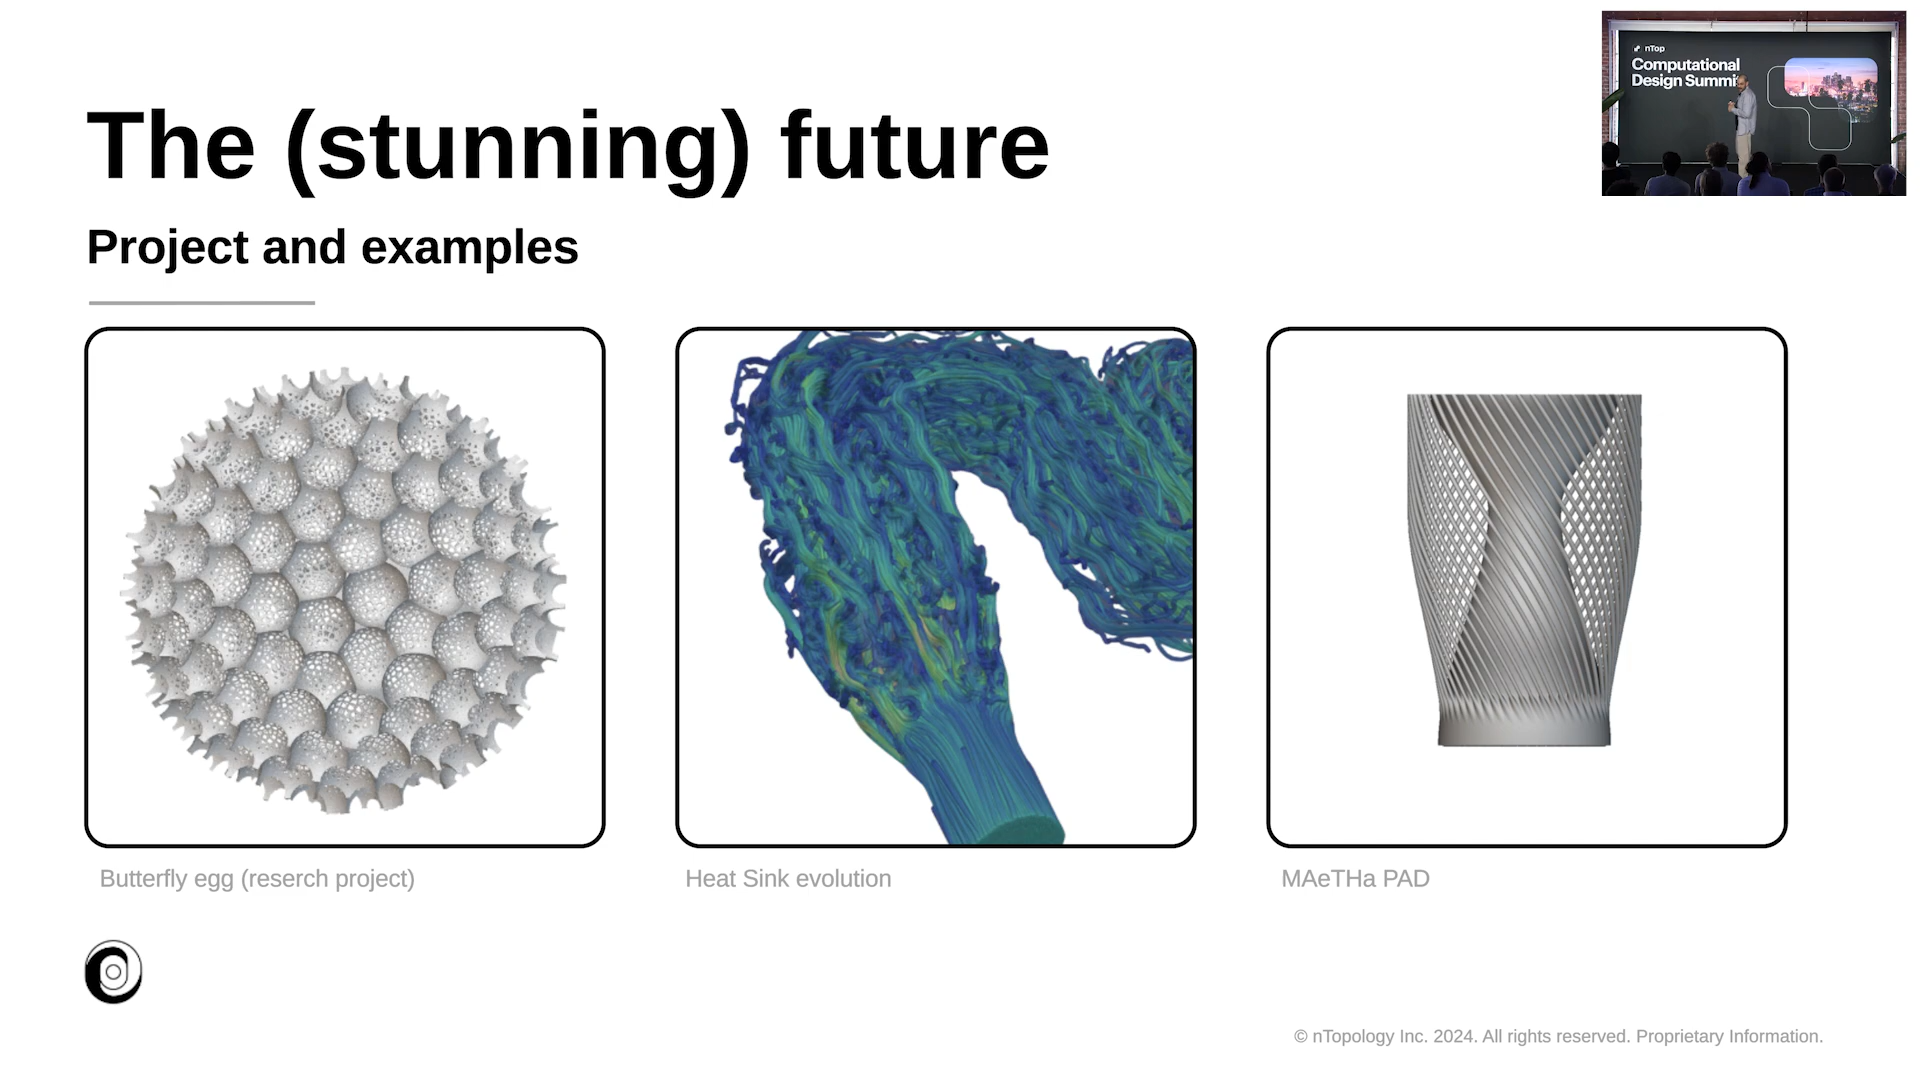 The (stunning) future
Project and examples
nTop
Computational
Design Summit
Butterfly egg (reserch project)
Heat Sink evolution
MAeTHa PAD
© nTopology Inc. 2024. All rights reserved. Proprietary Information.